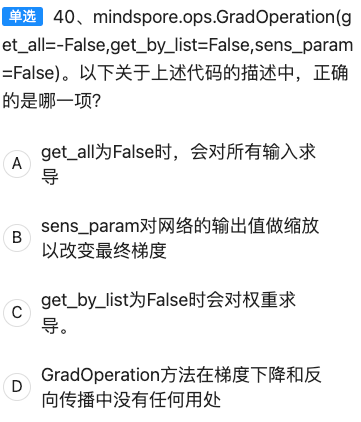 单选 40、mindspore.ops.GradOperation(g
et_all=-False,get_by_list=False,sens_param
=False)。以下关于上述代码的描述中，正确
的是哪一项?
A get_all为False时，会对所有输入求
导
B sens_param对网络的输出值做缩放
以改变最终梯度
C get_by_list为False时会对权重求
导。
D GradOperation方法在梯度下降和反
向传播中没有任何用处